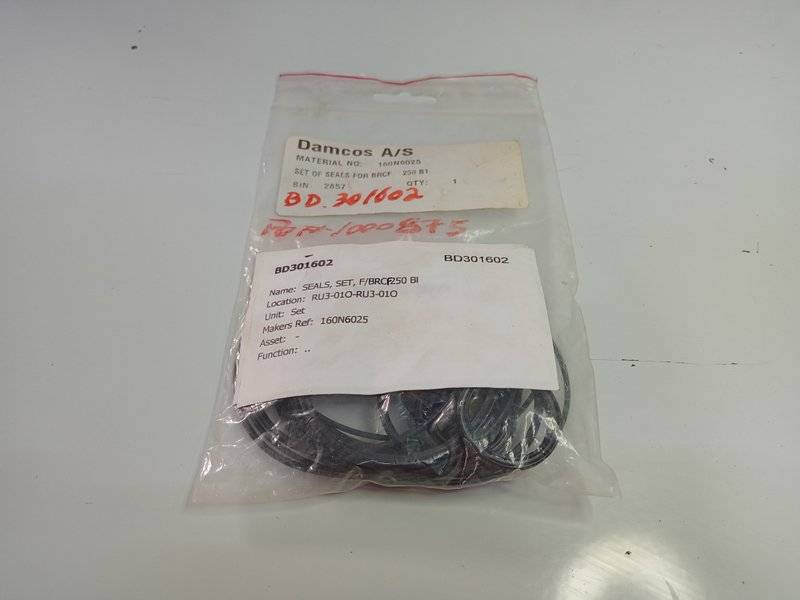 Damcos A/S
MATERIAL NO: 160N6025
SET OF SEALS FOR BRCF 250 B1
BIN 2857 QTY: 1
BD.301602
BD301602 BD301602
Name: SEALS, SET, F/BRCF250 BI
Location: RU3-01O-RU3-01O
Unit: Set
Makers Ref: 160N6025
Asset: -
Function: ..